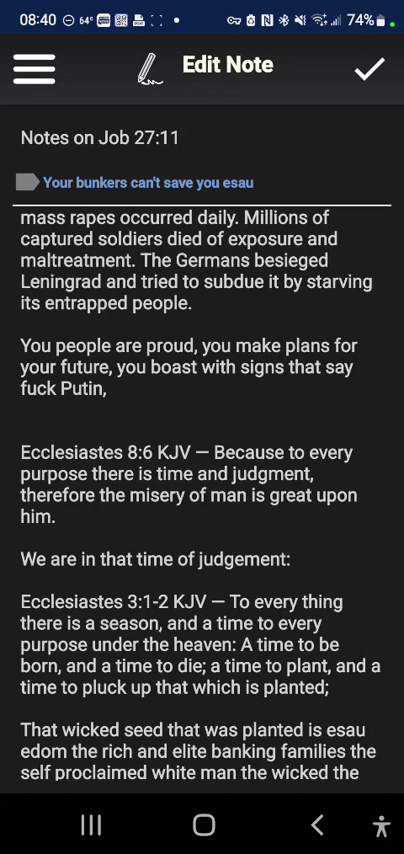 08:40 64° 74%
Edit Note
Notes on Job 27:11
Your bunkers can't save you esau
mass rapes occurred daily. Millions of
captured soldiers died of exposure and
maltreatment. The Germans besieged
Leningrad and tried to subdue it by starving
its entrapped people.
You people are proud, you make plans for
your future, you boast with signs that say
fuck Putin,
Ecclesiastes 8:6 KJV — Because to every
purpose there is time and judgment,
therefore the misery of man is great upon
him.
We are in that time of judgement:
Ecclesiastes 3:1-2 KJV — To every thing
there is a season, and a time to every
purpose under the heaven: A time to be
born, and a time to die; a time to plant, and a
time to pluck up that which is planted;
That wicked seed that was planted is esau
edom the rich and elite banking families the
self proclaimed white man the wicked the